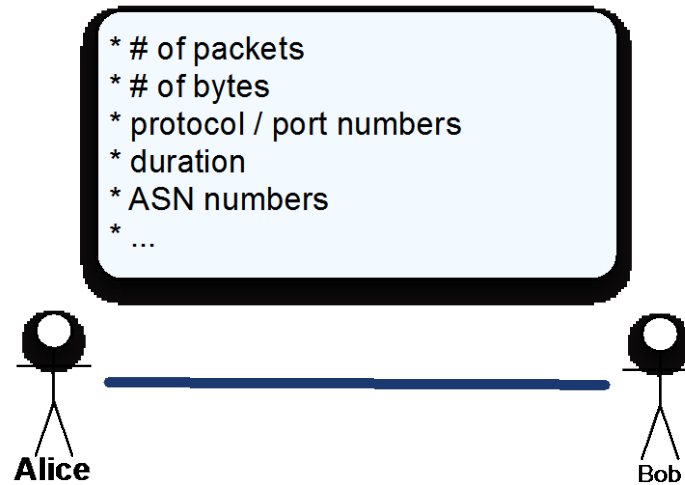 * # of packets
* # of bytes
* protocol / port numbers
* duration
* ASN numbers
* ...
Alice
Bob